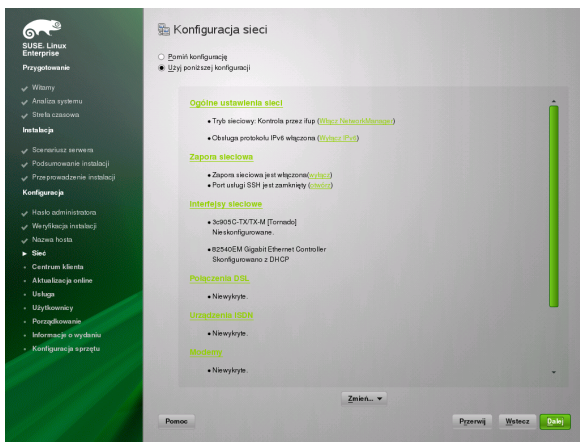 SUSE. Linux
Enterprise
Przygotowanie
Witamy
Analiza systemu
Strefa czasowa
Instalacja
Scenariusz serwera
Podsumowanie instalacji
Przeprowadzenie instalacji
Konfiguracja
Hasło administratora
Weryfikacja instalacji
Nazwa hosta
Sieć
Centrum klienta
Aktualizacja online
Usługa
Użytkownicy
Porządkowanie
Informacje o wydaniu
Konfiguracja sprzętu
Konfiguracja sieci
Pomiń konfigurację
Użyj poniższej konfiguracji
Ogólne ustawienia sieci
Tryb sieciowy: Kontrola przez ifup (Włącz NetworkManager)
Obsługa protokołu IPv6 włączona (Wyłącz IPv6)
Zapora sieciowa
Zapora sieciowa jest włączona(wyłącz)
Port usługi SSH jest zamknięty (otwórz)
Interfejsy sieciowe
3c905C-TX/TX-M [Tornado]
Nieskonfigurowane.
82540EM Gigabit Ethernet Controller
Skonfigurowano z DHCP
Połączenia DSL
Niewykryte.
Urządzenia ISDN
Niewykryte.
Modemy
Niewykryte.
Zmień...
Pomoc
Przerwij
Wstecz
Dalej